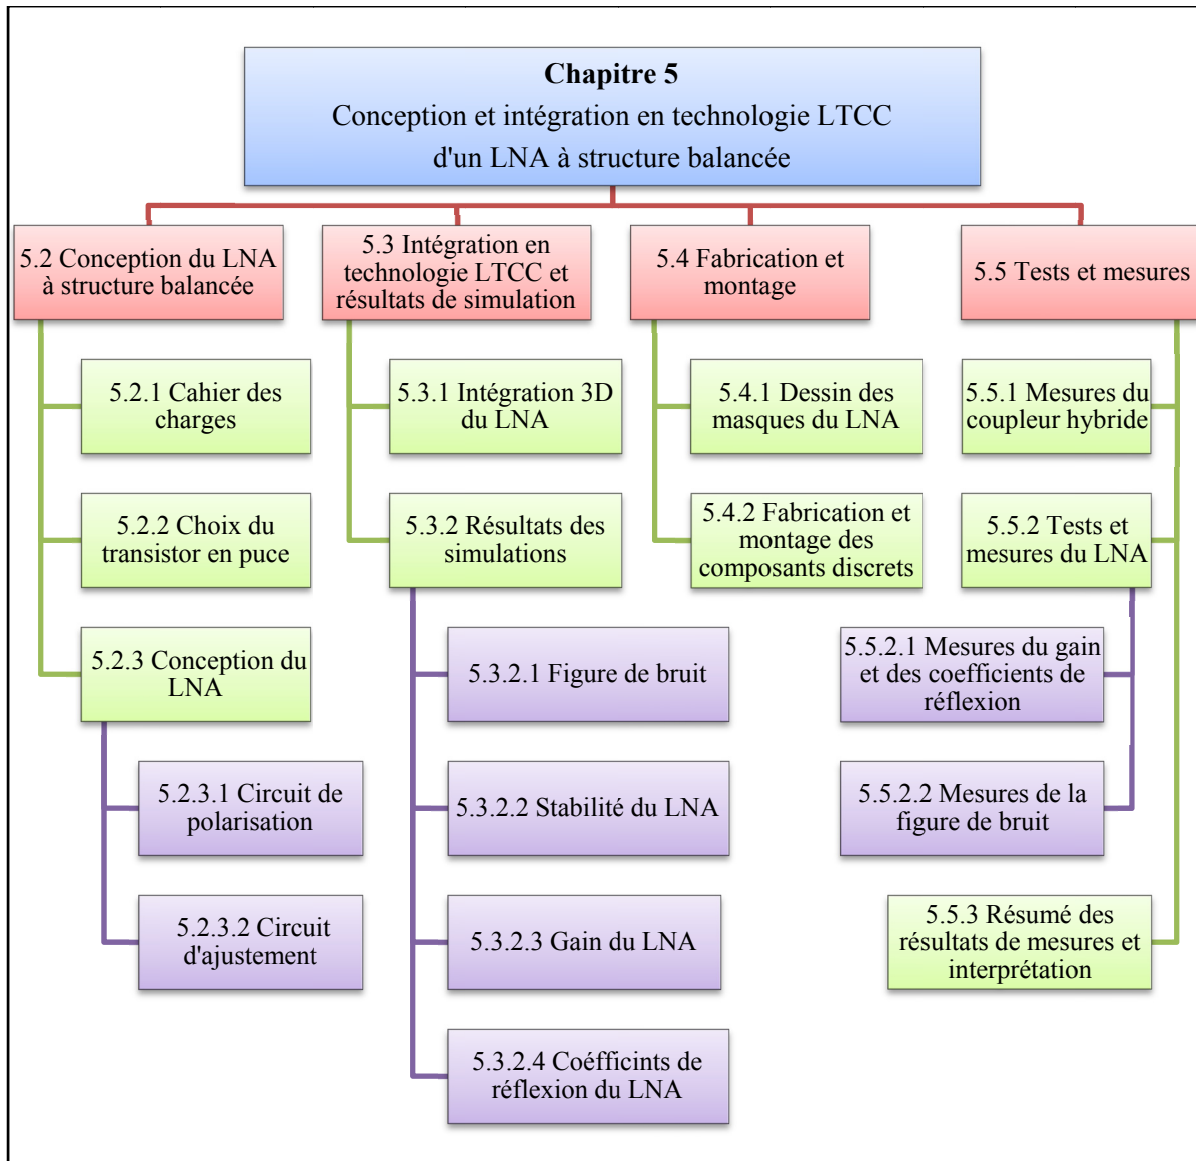 Chapitre 5
Conception et intégration en technologie LTCC
d'un LNA à structure balancée
5.2 Conception du LNA
à structure balancée
5.2.1 Cahier des
charges
5.2.2 Choix du
transistor en puce
5.2.3 Conception du
LNA
5.2.3.1 Circuit de
polarisation
5.2.3.2 Circuit
d'ajustement
5.3 Intégration en
technologie LTCC et
résultats de simulation
5.3.1 Intégration 3D
du LNA
5.3.2 Résultats des
simulations
5.3.2.1 Figure de bruit
5.3.2.2 Stabilité du LNA
5.3.2.3 Gain du LNA
5.3.2.4 Coéfficints de
réflexion du LNA
5.4 Fabrication et
montage
5.4.1 Dessin des
masques du LNA
5.4.2 Fabrication et
montage des
composants discrets
5.5 Tests et mesures
5.5.1 Mesures du
coupleur hybride
5.5.2 Tests et
mesures du LNA
5.5.2.1 Mesures du gain
et des coefficients de
réflexion
5.5.2.2 Mesures de la
figure de bruit
5.5.3 Résumé des
résultats de mesures et
interprétation